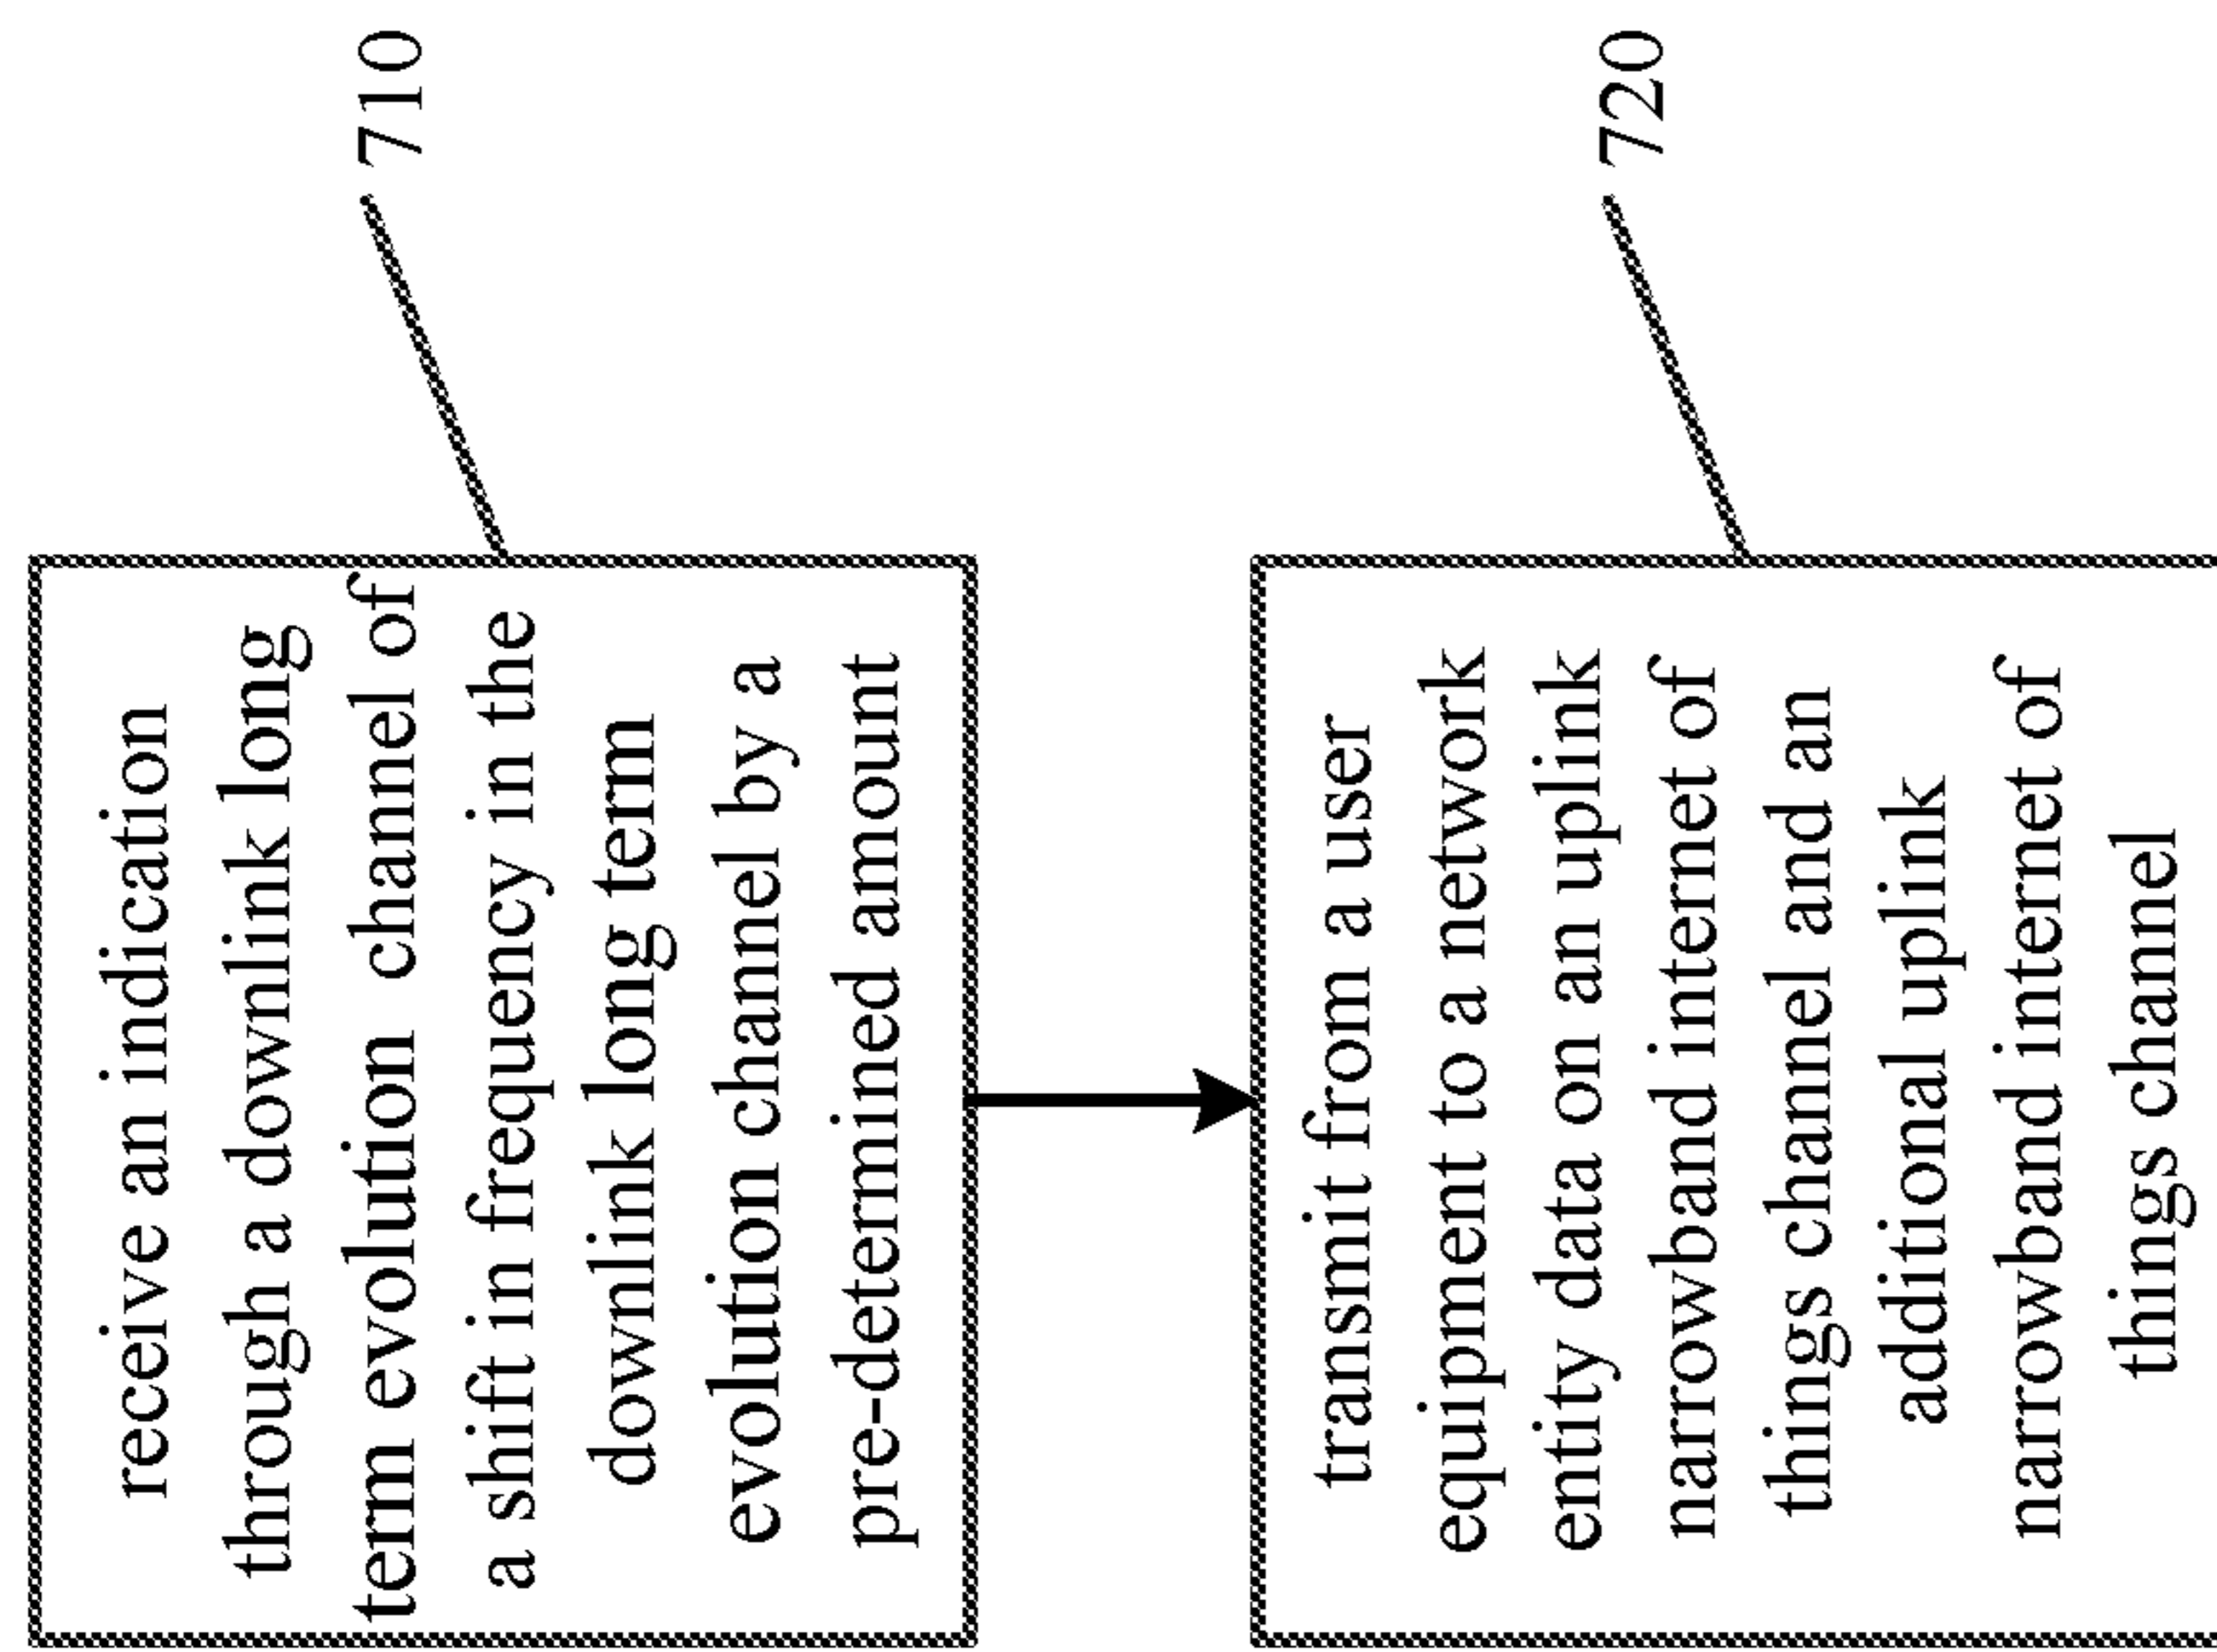 receive an indication
through a downlink long
term evolution channel of
a shift in frequency in the
downlink long term
evolution channel by a
pre-determined amount
710
transmit from a user
equipment to a network
entity data on an uplink
narrowband internet of
things channel and an
additional uplink
narrowband internet of
things channel
720